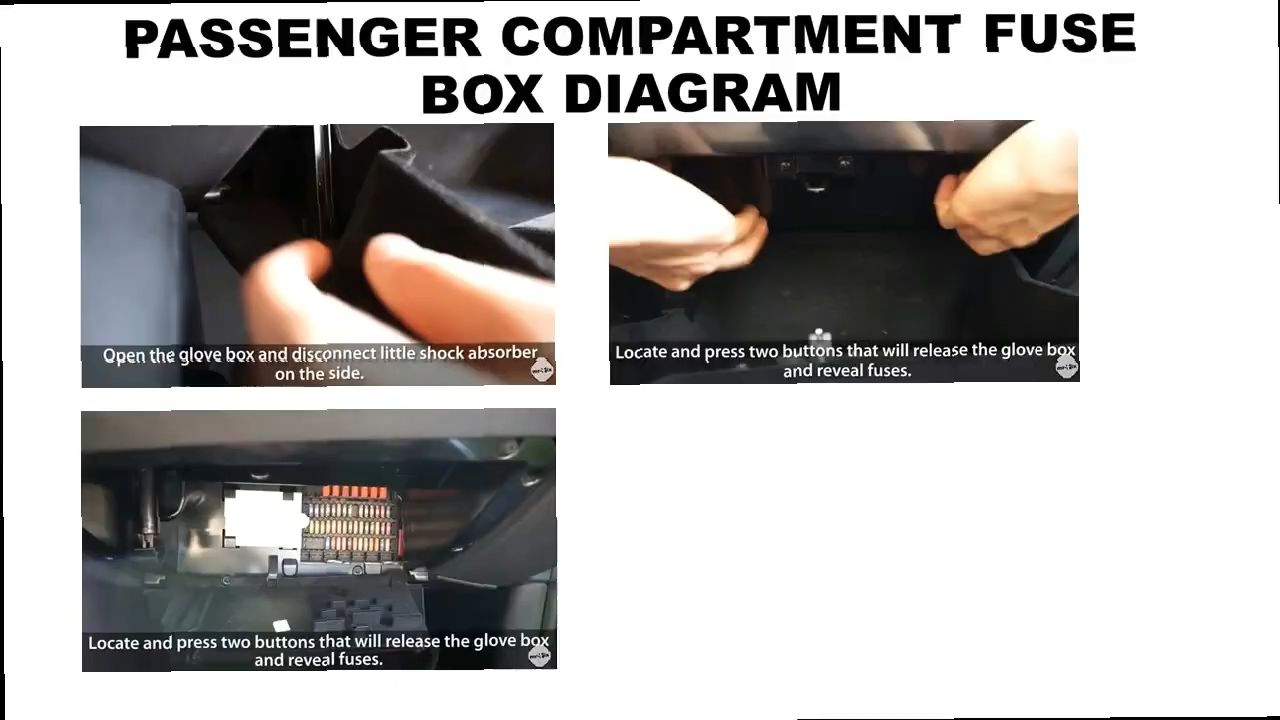 PASSENGER COMPARTMENT FUSE
BOX DIAGRAM
Open the glove box and disconnect little shock absorber
on the side.
Locate and press two buttons that will release the glove box
and reveal fuses.
Locate and press two buttons that will release the glove box
and reveal fuses.